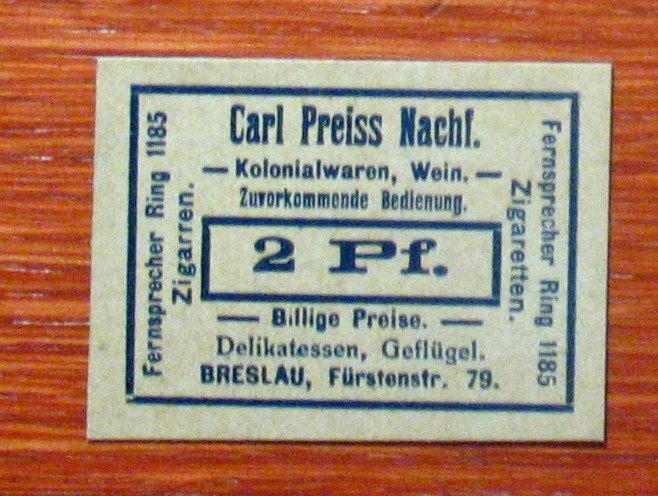 Carl Preiss Nachf.
— Kolonialwaren, Wein. —
Zuvorkommende Bedienung.
2 Pf.
— Billige Preise. —
Delikatessen, Geflügel.
BRESLAU, Fürstenstr. 79.
Fernsprecher Ring 1185
Zigarren.
Fernsprecher Ring 1185
Zigaretten.